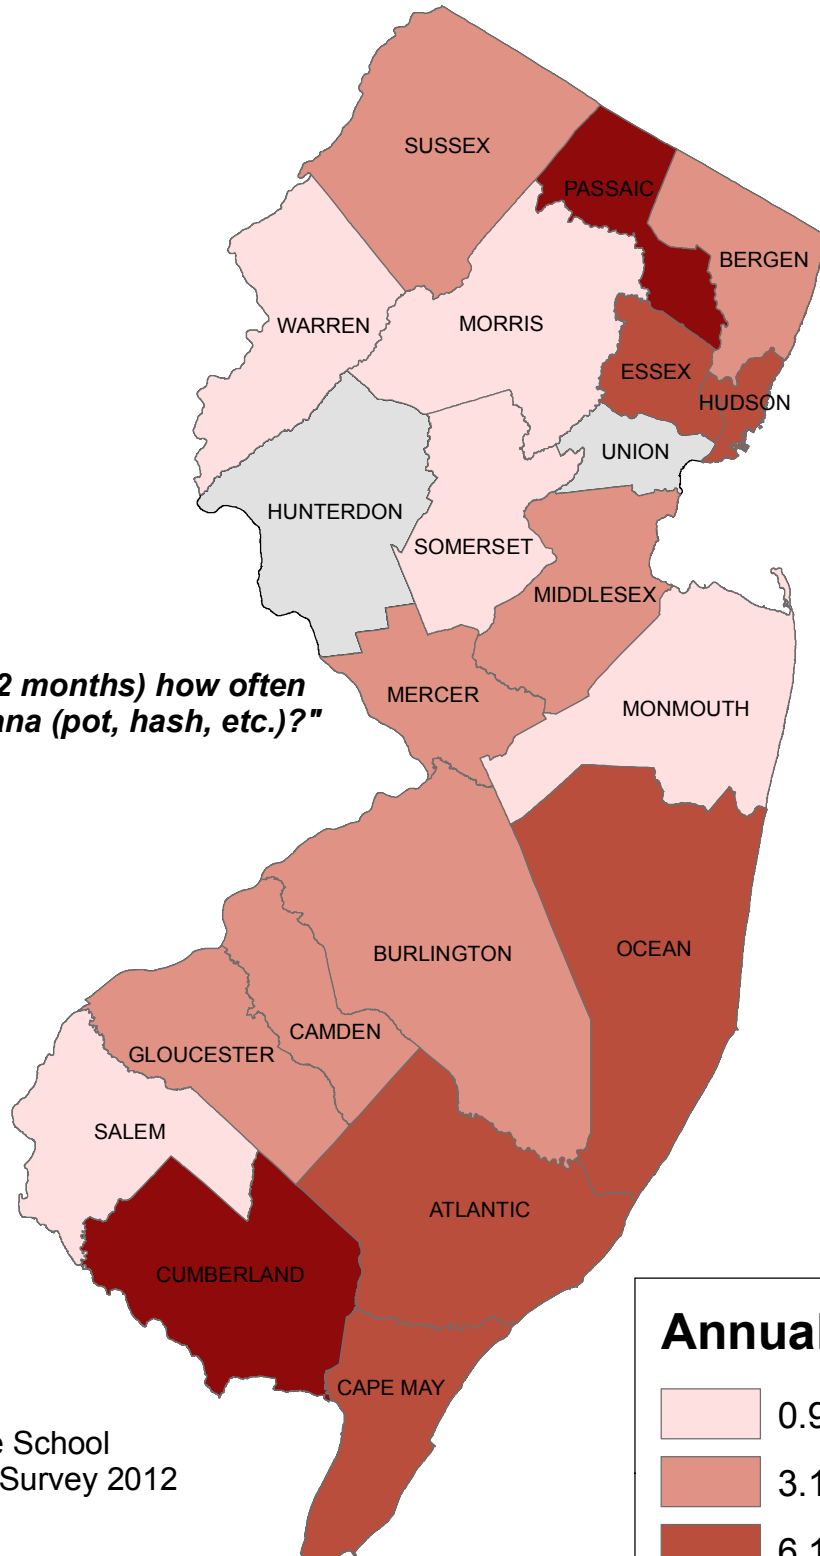 SUSSEX
PASSAIC
BERGEN
WARREN
MORRIS
ESSEX
HUDSON
UNION
HUNTERDON
SOMERSET
MIDDLESEX
2 months) how often
MERCER
ana (pot, hash, etc.)?"
MONMOUTH
OCEAN
BURLINGTON
CAMDEN
GLOUCESTER
SALEM
ATLANTIC
CUMBERLAND
CAPE MAY
Annual
0.9
3.1
6.1
e School
Survey 2012